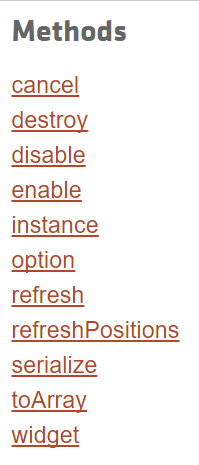 Methods
cancel
destroy
disable
enable
instance
option
refresh
refreshPositions
serialize
toArray
widget